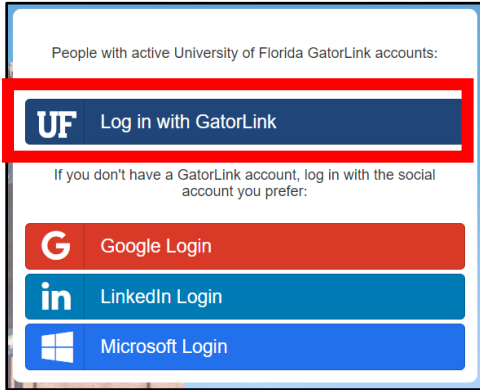 People with active University of Florida GatorLink accounts:
UF Log in with GatorLink
If you don't have a GatorLink account, log in with the social
account you prefer:
G Google Login
in LinkedIn Login
Microsoft Login